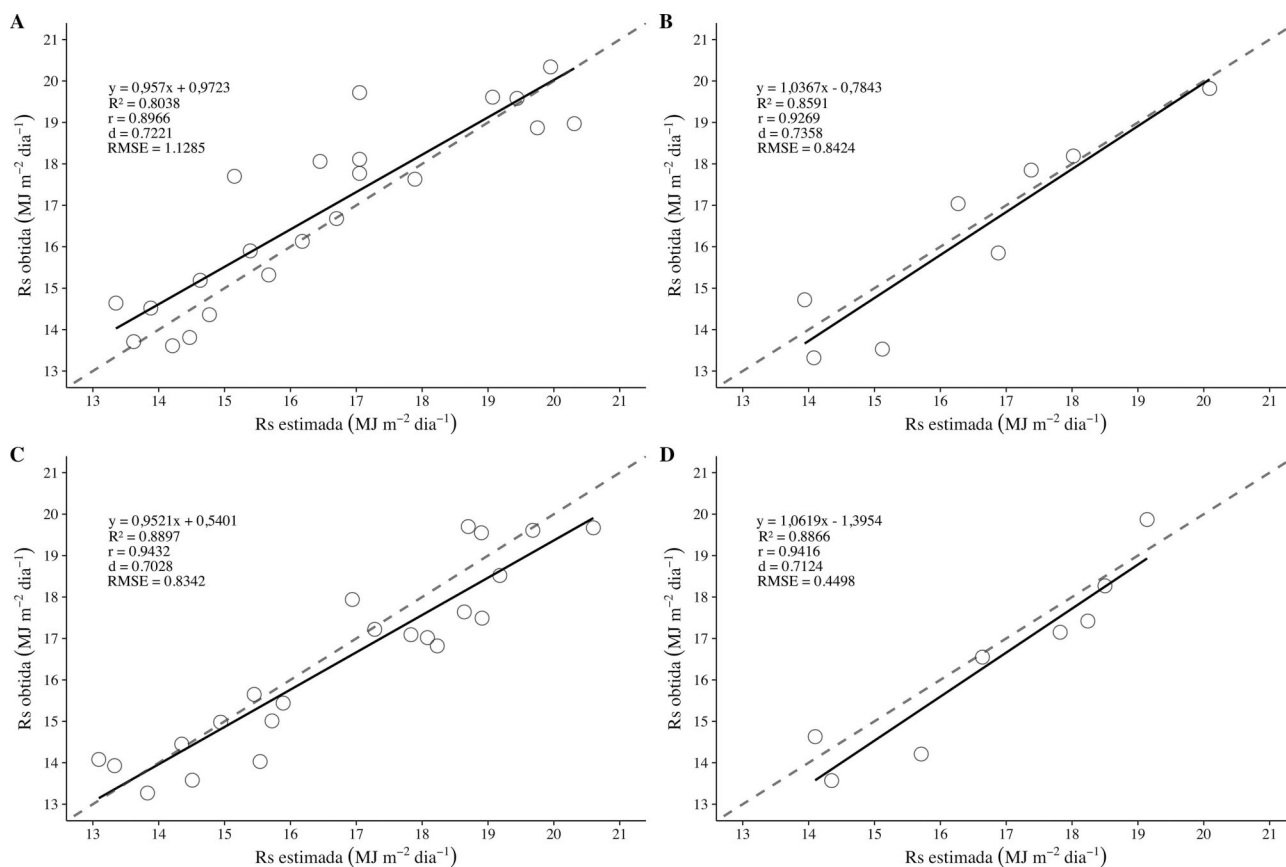 A
21
20
19
18
17
16
15
14
13
Rs obtida (MJ m⁻² dia⁻¹)
y = 0,957x + 0,9723
R² = 0.8038
r = 0.8966
d = 0.7221
RMSE = 1.1285
13 14 15 16 17 18 19 20 21
Rs estimada (MJ m⁻² dia⁻¹)
B
21
20
19
18
17
16
15
14
13
Rs obtida (MJ m⁻² dia⁻¹)
y = 1,0367x - 0,7843
R² = 0.8591
r = 0.9269
d = 0.7358
RMSE = 0.8424
13 14 15 16 17 18 19 20 21
Rs estimada (MJ m⁻² dia⁻¹)
C
21
20
19
18
17
16
15
14
13
Rs obtida (MJ m⁻² dia⁻¹)
y = 0,9521x + 0,5401
R² = 0.8897
r = 0.9432
d = 0.7028
RMSE = 0.8342
13 14 15 16 17 18 19 20 21
Rs estimada (MJ m⁻² dia⁻¹)
D
21
20
19
18
17
16
15
14
13
Rs obtida (MJ m⁻² dia⁻¹)
y = 1,0619x - 1,3954
R² = 0.8866
r = 0.9416
d = 0.7124
RMSE = 0.4498
13 14 15 16 17 18 19 20 21
Rs estimada (MJ m⁻² dia⁻¹)